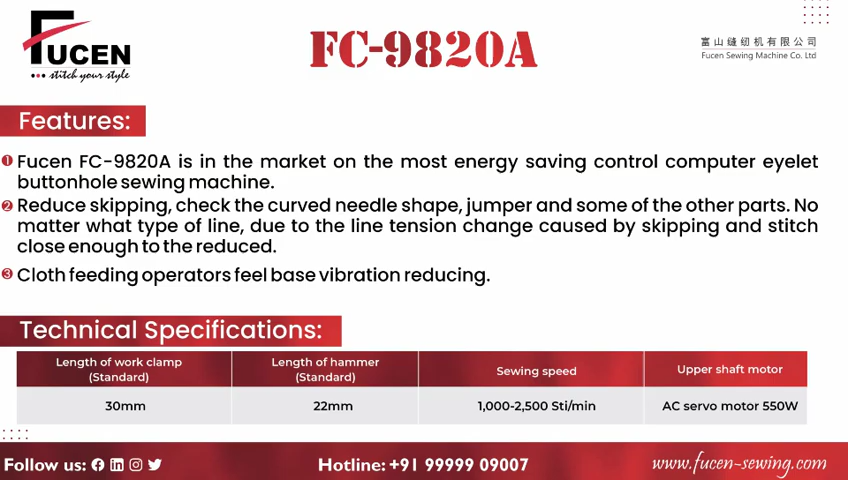 FUCEN
stitch your style
FC-9820A
富山缝纫机有限公司
Fucen Sewing Machine Co. Ltd
Features:
1 Fucen FC-9820A is in the market on the most energy saving control computer eyelet
buttonhole sewing machine.
2 Reduce skipping, check the curved needle shape, jumper and some of the other parts. No
matter what type of line, due to the line tension change caused by skipping and stitch
close enough to the reduced.
3 Cloth feeding operators feel base vibration reducing.
Technical Specifications:
Length of work clamp
(Standard)
Length of hammer
(Standard)
Sewing speed
Upper shaft motor
30mm
22mm
1,000-2,500 Sti/min
AC servo motor 550W
Follow us:
Hotline: +91 99999 09007
www.fucen-sewing.com